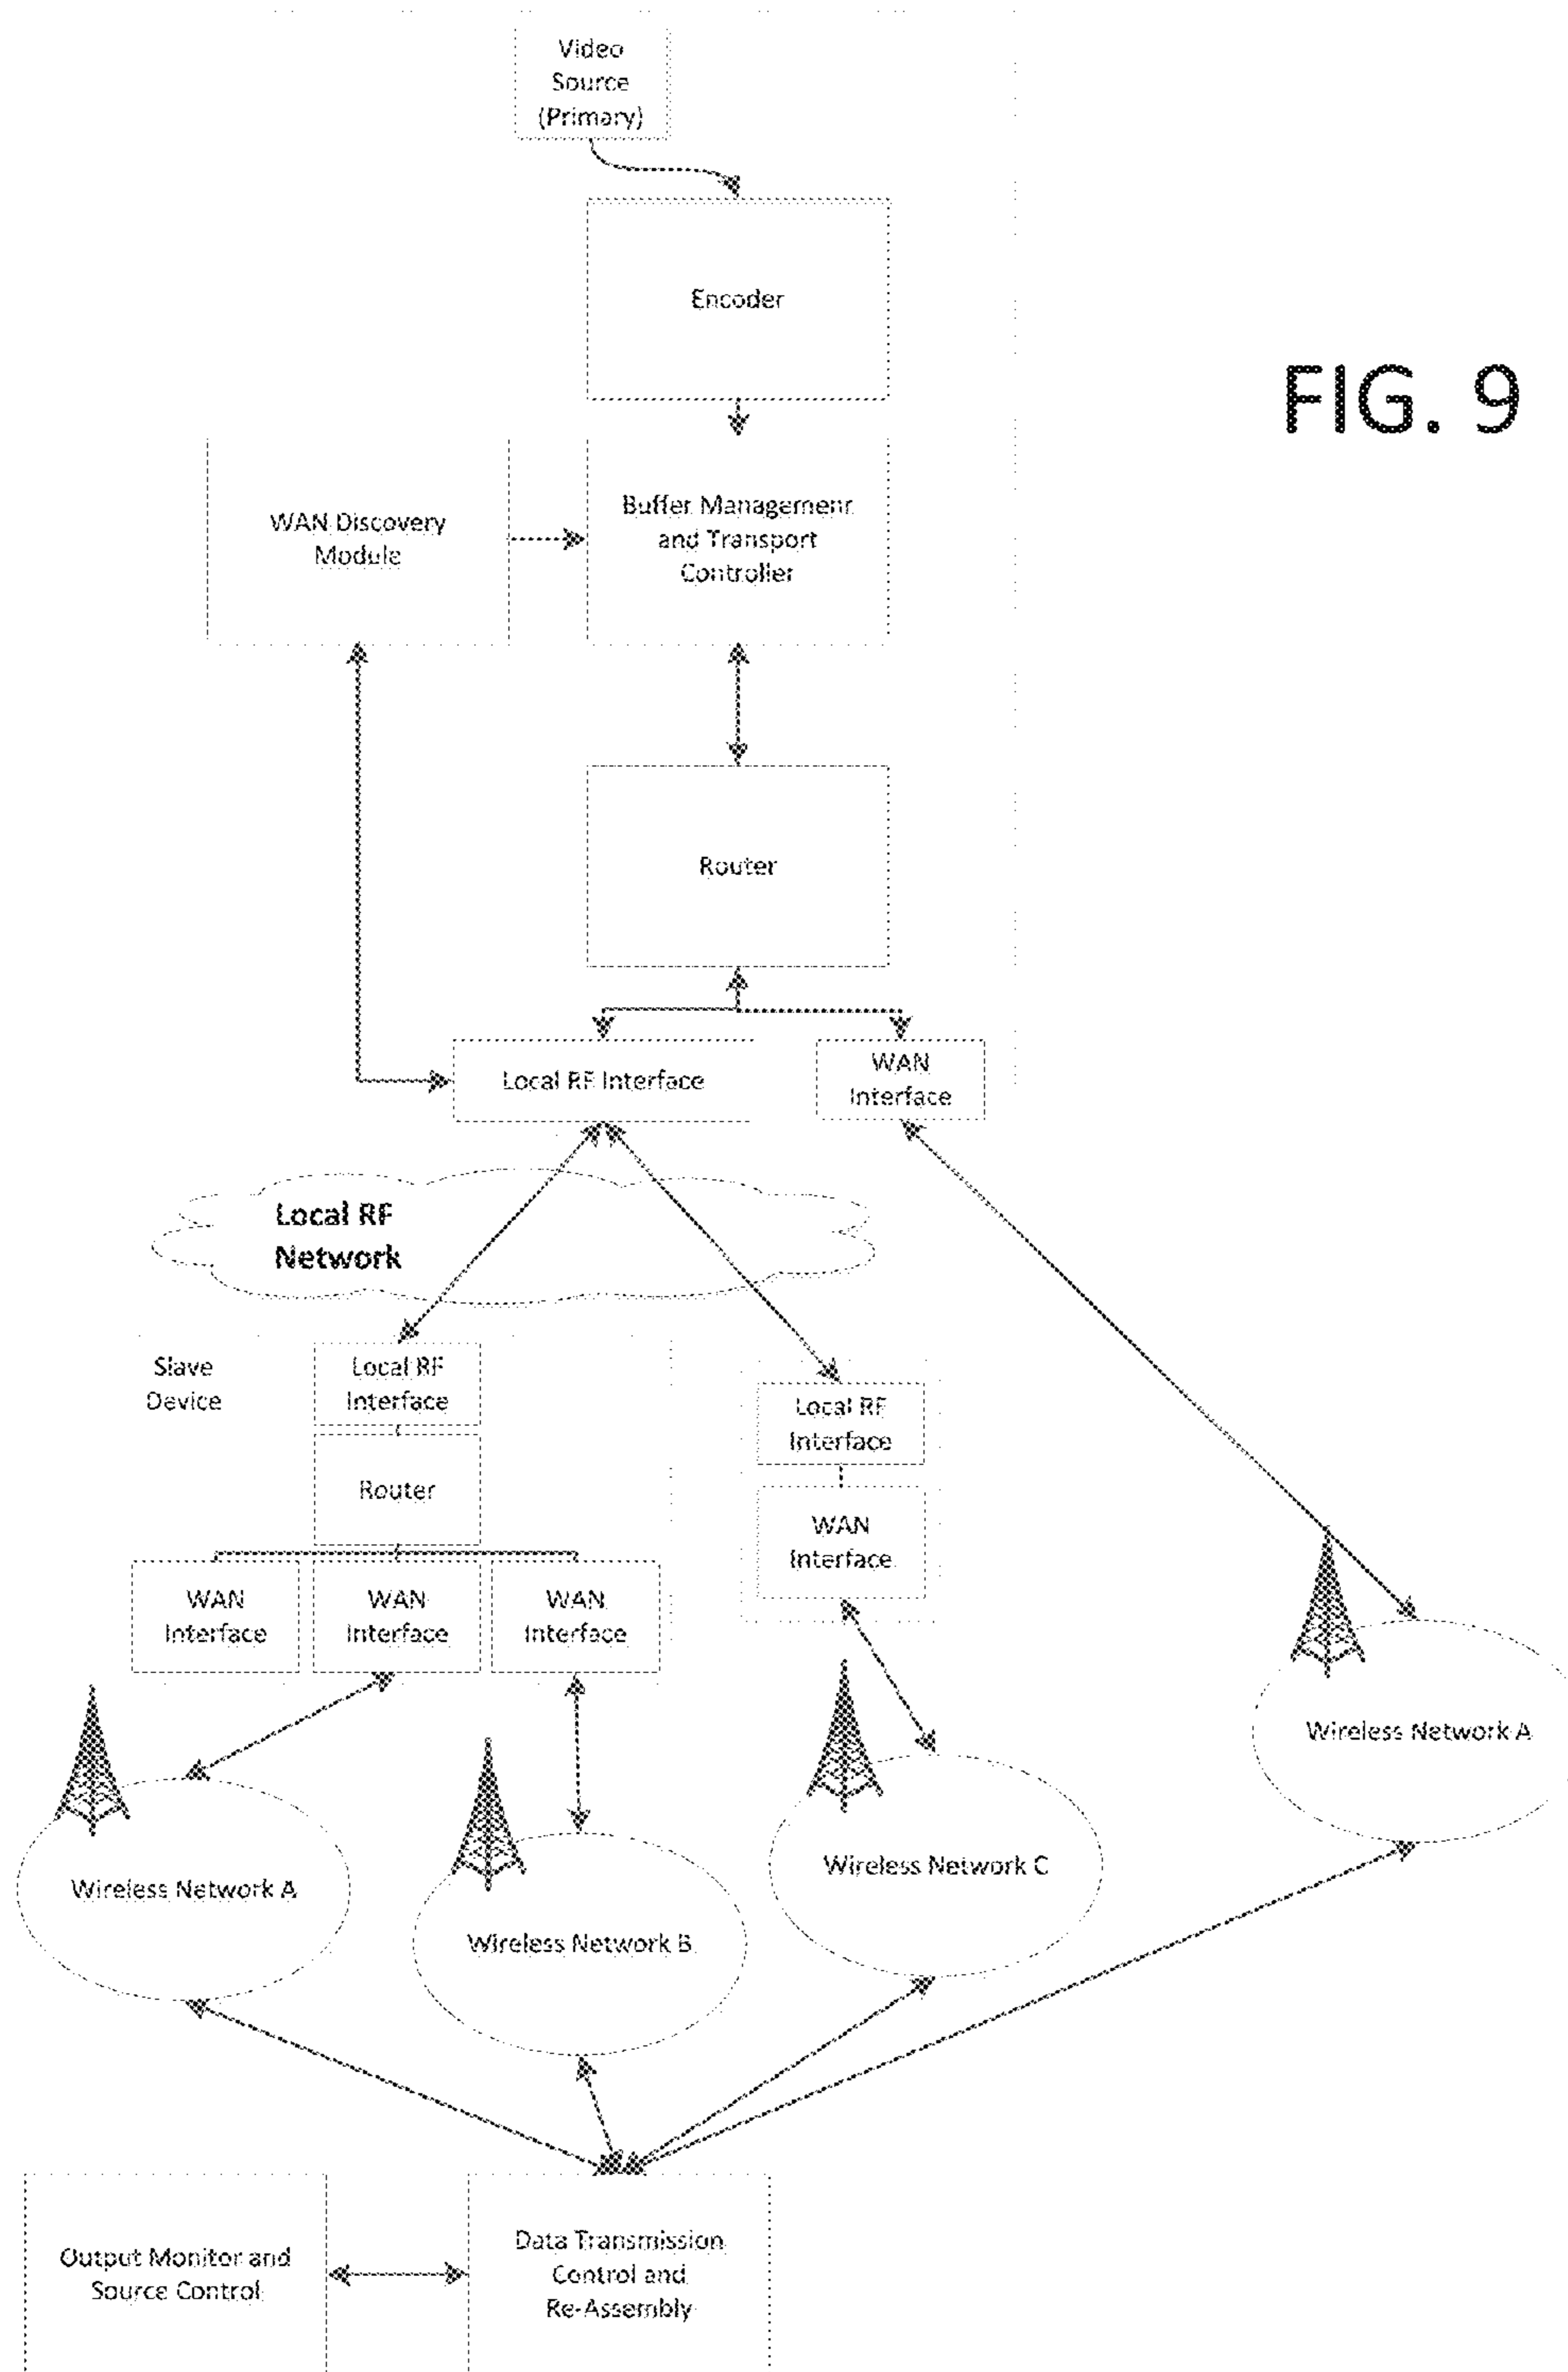 Video
Source
(Primary)
Encoder
FIG. 9
WAN Discovery
Module
Buffer Management
and Transport
Controller
Router
Local RF Interface
WAN
Interface
Local RF
Network
Slave
Device
Local RF
Interface
Local RF
Interface
Router
WAN
Interface
WAN
Interface
WAN
Interface
WAN
Interface
Wireless Network A
Wireless Network C
Wireless Network A
Wireless Network B
Output Monitor and
Source Control
Data Transmission
Control and
Re-Assembly